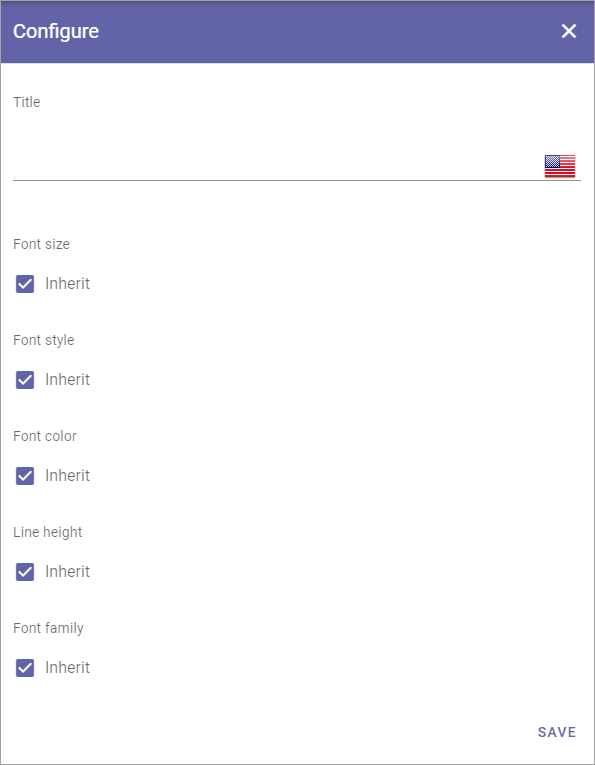 Configure
Title
Font size
Inherit
Font style
Inherit
Font color
Inherit
Line height
Inherit
Font family
Inherit
SAVE